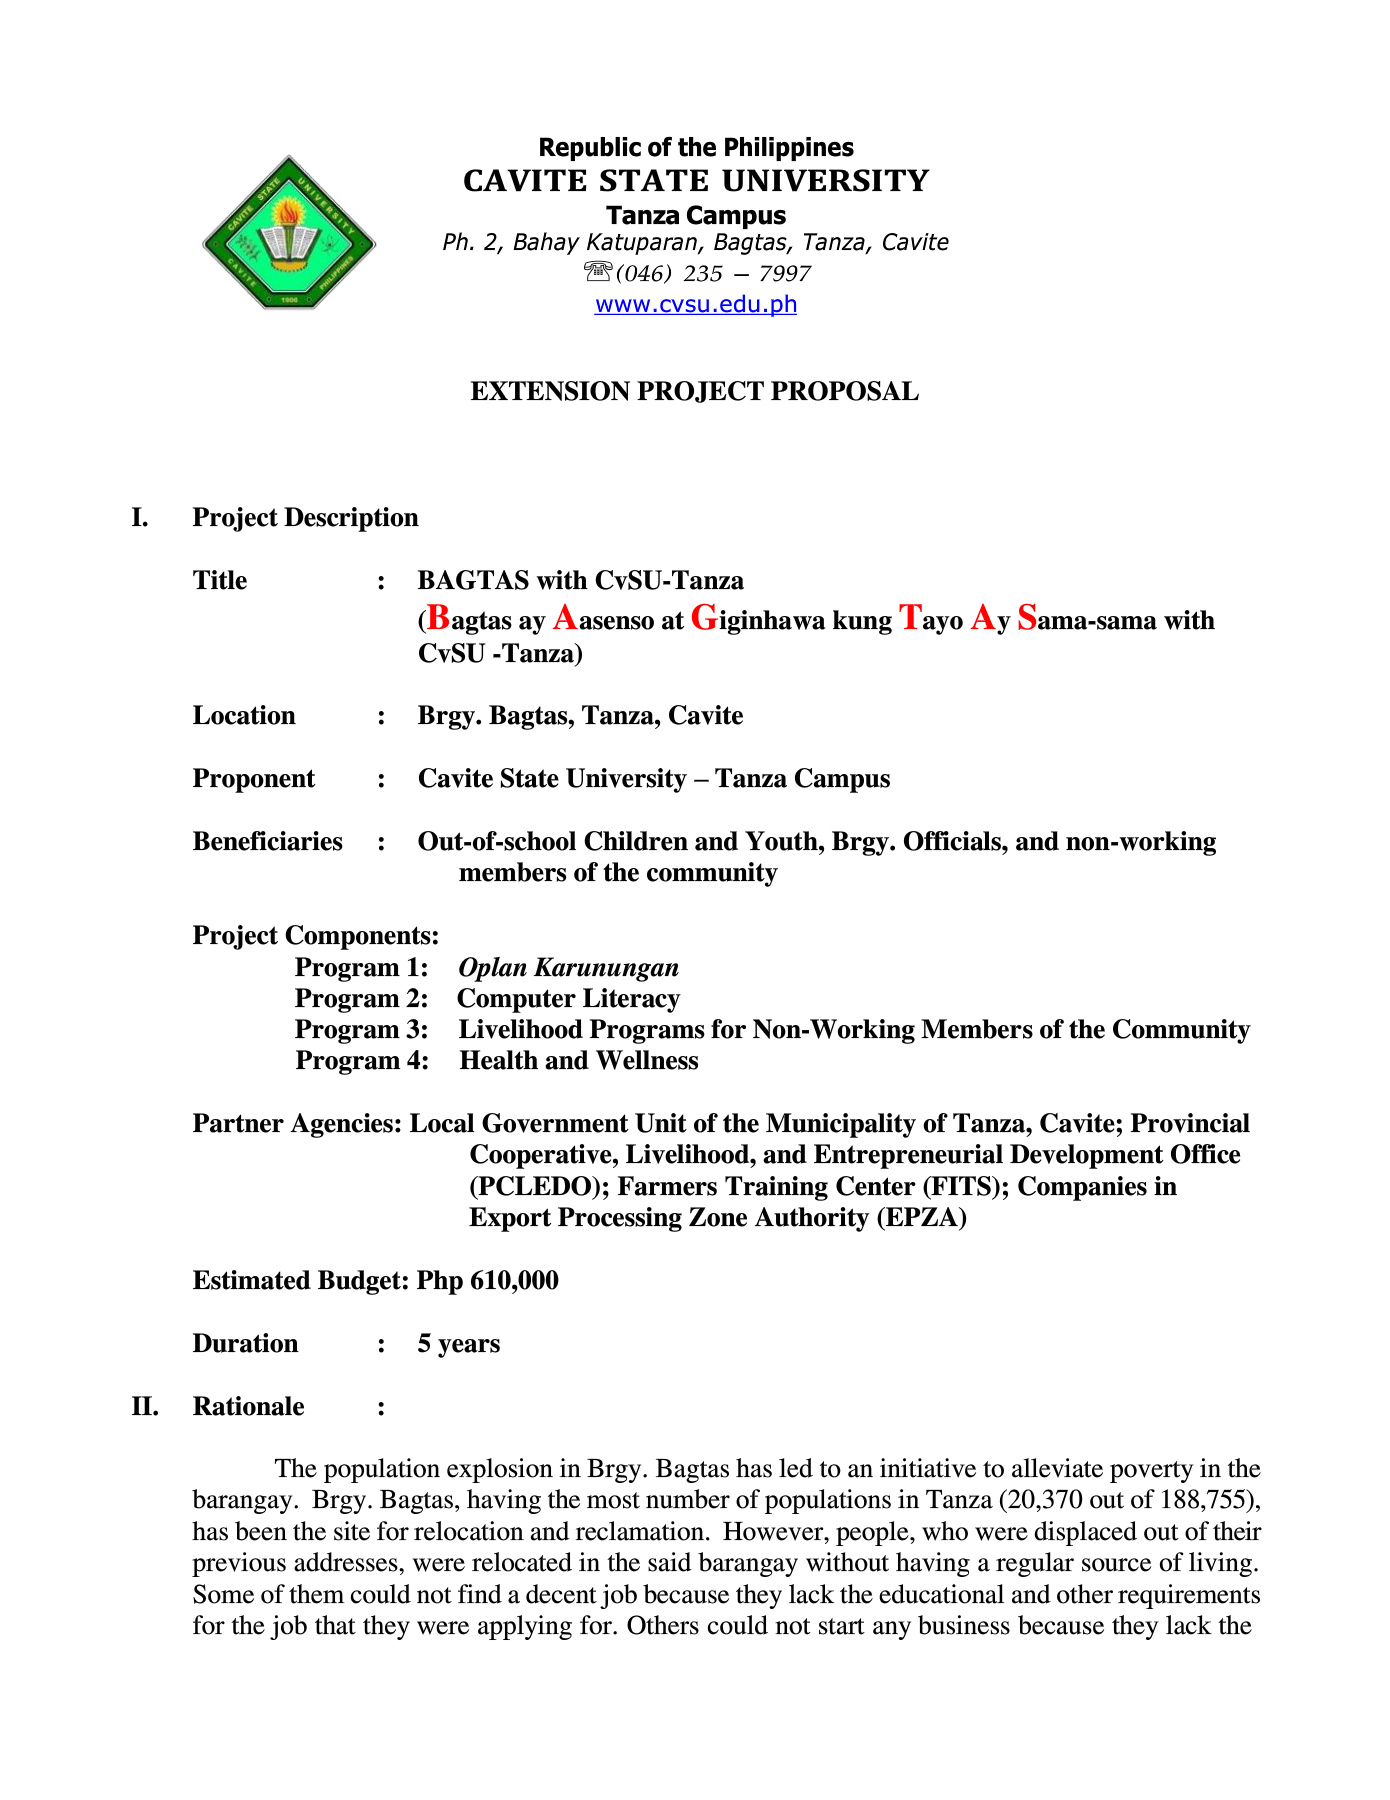 Republic of the Philippines
CAVITE STATE UNIVERSITY
Tanza Campus
Ph. 2, Bahay Katuparan, Bagtas, Tanza, Cavite
☏(046) 235 – 7997
www.cvsu.edu.ph
CAVITE STATE UNIVERSITY
CAVITE PHILIPPINES
1906
EXTENSION PROJECT PROPOSAL
I. Project Description
Title : BAGTAS with CvSU-Tanza
(Bagtas ay Aasenso at Giginhawa kung Tayo Ay Sama-sama with
CvSU -Tanza)
Location : Brgy. Bagtas, Tanza, Cavite
Proponent : Cavite State University – Tanza Campus
Beneficiaries : Out-of-school Children and Youth, Brgy. Officials, and non-working
members of the community
Project Components:
Program 1: Oplan Karunungan
Program 2: Computer Literacy
Program 3: Livelihood Programs for Non-Working Members of the Community
Program 4: Health and Wellness
Partner Agencies: Local Government Unit of the Municipality of Tanza, Cavite; Provincial
Cooperative, Livelihood, and Entrepreneurial Development Office
(PCLEDO); Farmers Training Center (FITS); Companies in
Export Processing Zone Authority (EPZA)
Estimated Budget: Php 610,000
Duration : 5 years
II. Rationale :
The population explosion in Brgy. Bagtas has led to an initiative to alleviate poverty in the
barangay. Brgy. Bagtas, having the most number of populations in Tanza (20,370 out of 188,755),
has been the site for relocation and reclamation. However, people, who were displaced out of their
previous addresses, were relocated in the said barangay without having a regular source of living.
Some of them could not find a decent job because they lack the educational and other requirements
for the job that they were applying for. Others could not start any business because they lack the